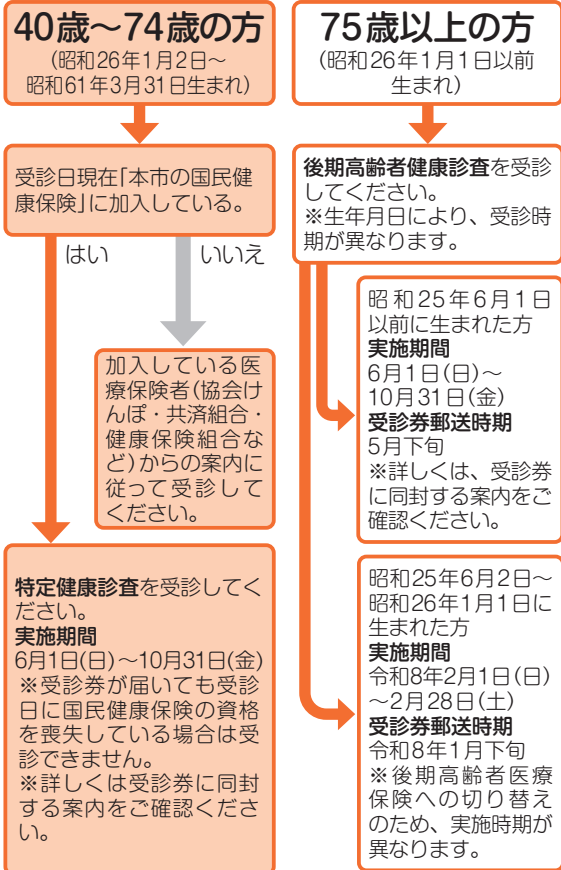 40歳〜74歳の方
(昭和26年1月2日〜
昭和61年3月31日生まれ)
受診日現在「本市の国民健
康保険」に加入している。
はい
いいえ
加入している医
療保険者(協会け
んぽ・共済組合・
健康保険組合な
ど)からの案内に
従って受診して
ください。
特定健康診査を受診してく
ださい。
実施期間
6月1日(日)〜10月31日(金)
※受診券が届いても受診
日に国民健康保険の資格
を喪失している場合は受
診できません。
※詳しくは受診券に同封
する案内をご確認くださ
い。
75歳以上の方
(昭和26年1月1日以前
生まれ)
後期高齢者健康診査を受診
してください。
※生年月日により、受診時
期が異なります。
昭和25年6月1日
以前に生まれた方
実施期間
6月1日(日)〜
10月31日(金)
受診券郵送時期
5月下旬
※詳しくは、受診券
に同封する案内をご
確認ください。
昭和25年6月2日〜
昭和26年1月1日に
生まれた方
実施期間
令和8年2月1日(日)
〜2月28日(土)
受診券郵送時期
令和8年1月下旬
※後期高齢者医療
保険への切り替え
のため、実施時期が
異なります。